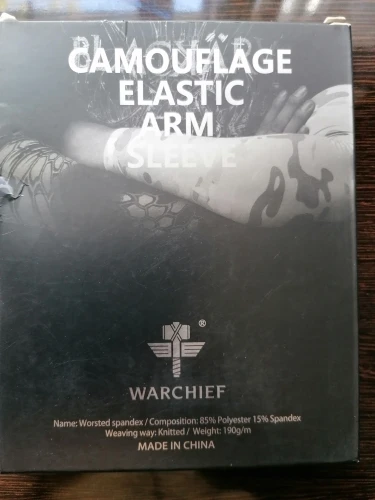 CAMOUFLAGE
ELASTIC
ARM
SLEEVE
®
WARCHIEF
Name: Worsted spandex / Composition: 85% Polyester 15% Spandex
Weaving way: Knitted / Weight: 190g/m
MADE IN CHINA